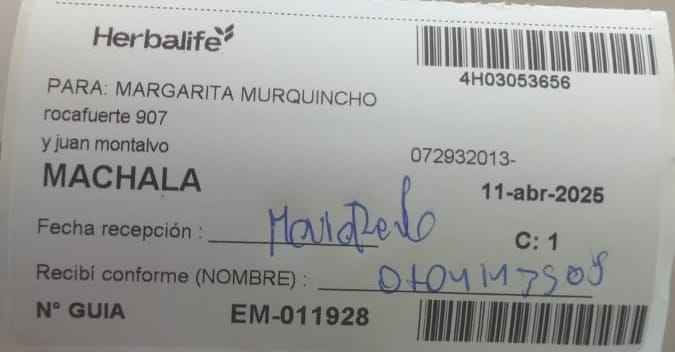 Herbalife
4H03053656
PARA: MARGARITA MURQUINCHO
rocafuerte 907
y juan montalvo
072932013-
MACHALA
11-abr-2025
Fecha recepción :
C: 1
Recibí conforme (NOMBRE) :
N° GUIA EM-011928